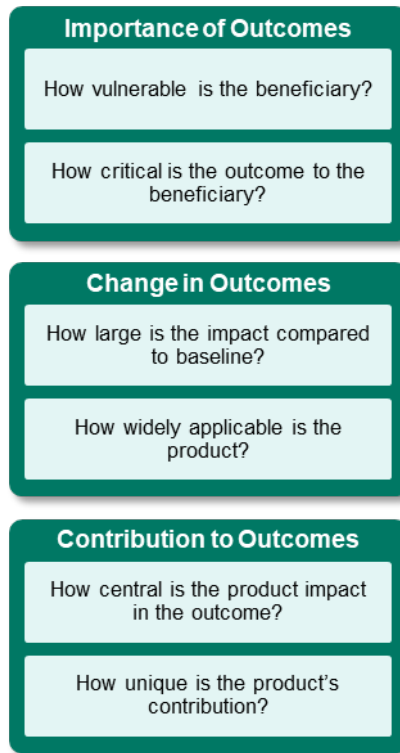 Importance of Outcomes
How vulnerable is the beneficiary?
How critical is the outcome to the
beneficiary?
Change in Outcomes
How large is the impact compared
to baseline?
How widely applicable is the
product?
Contribution to Outcomes
How central is the product impact
in the outcome?
How unique is the product's
contribution?